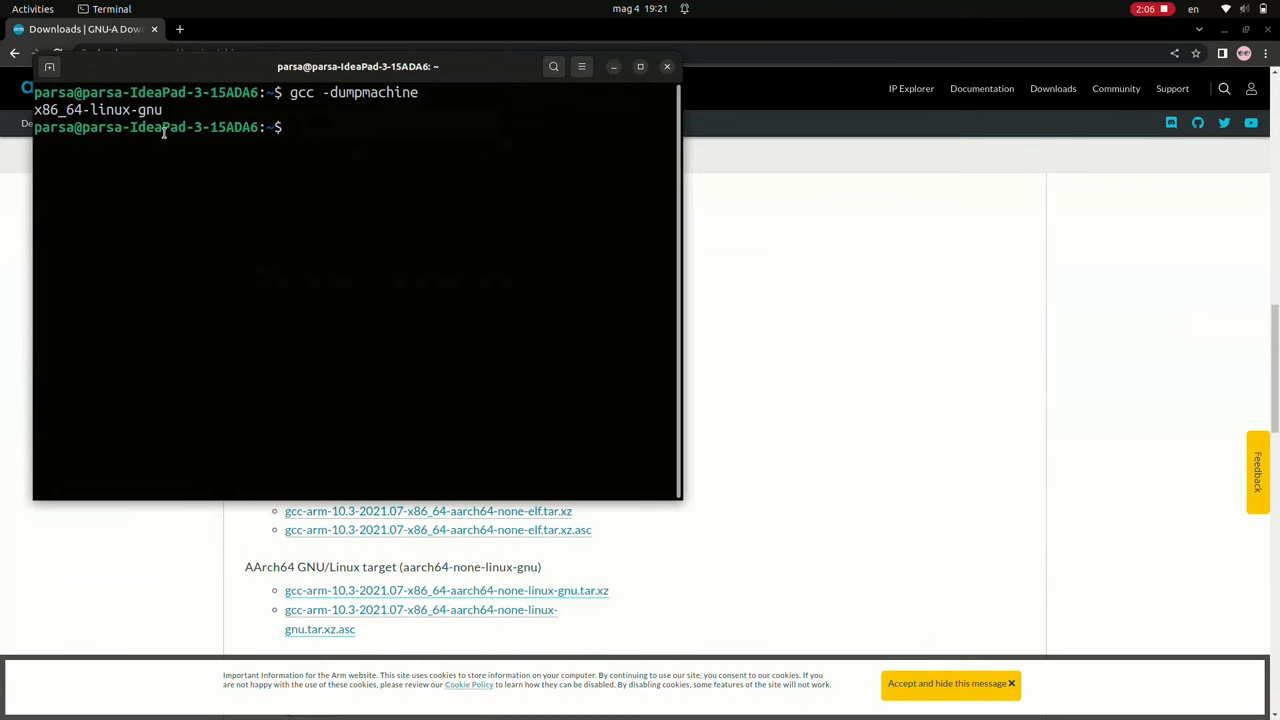 Activities Terminal mag 4 19:21 2:06 en
Downloads | GNU-A Dow
parsa@parsa-IdeaPad-3-15ADA6: ~
IP Explorer Documentation Community Support
parsa@parsa-IdeaPad-3-15ADA6:~$ gcc -dumpmachine
x86_64-linux-gnu
parsa@parsa-IdeaPad-3-15ADA6:~$
Feedback
gcc-arm-10.3-2021.07-x86_64-aarch64-none-elf.tar.xz
gcc-arm-10.3-2021.07-x86_64-aarch64-none-elf.tar.xz.asc
AArch64 GNU/Linux target (aarch64-none-linux-gnu)
gcc-arm-10.3-2021.07-x86_64-aarch64-none-linux-gnu.tar.xz
gcc-arm-10.3-2021.07-x86_64-aarch64-none-linux-
gnu.tar.xz.asc
Important Information for the Arm website. This site uses cookies to store information on your computer. By continuing to use our site, you consent to our cookies. If you
are not happy with the use of these cookies, please review our Cookie Policy to learn how they can be disabled. By disabling cookies, some features of the site will not work.
Accept and hide this message